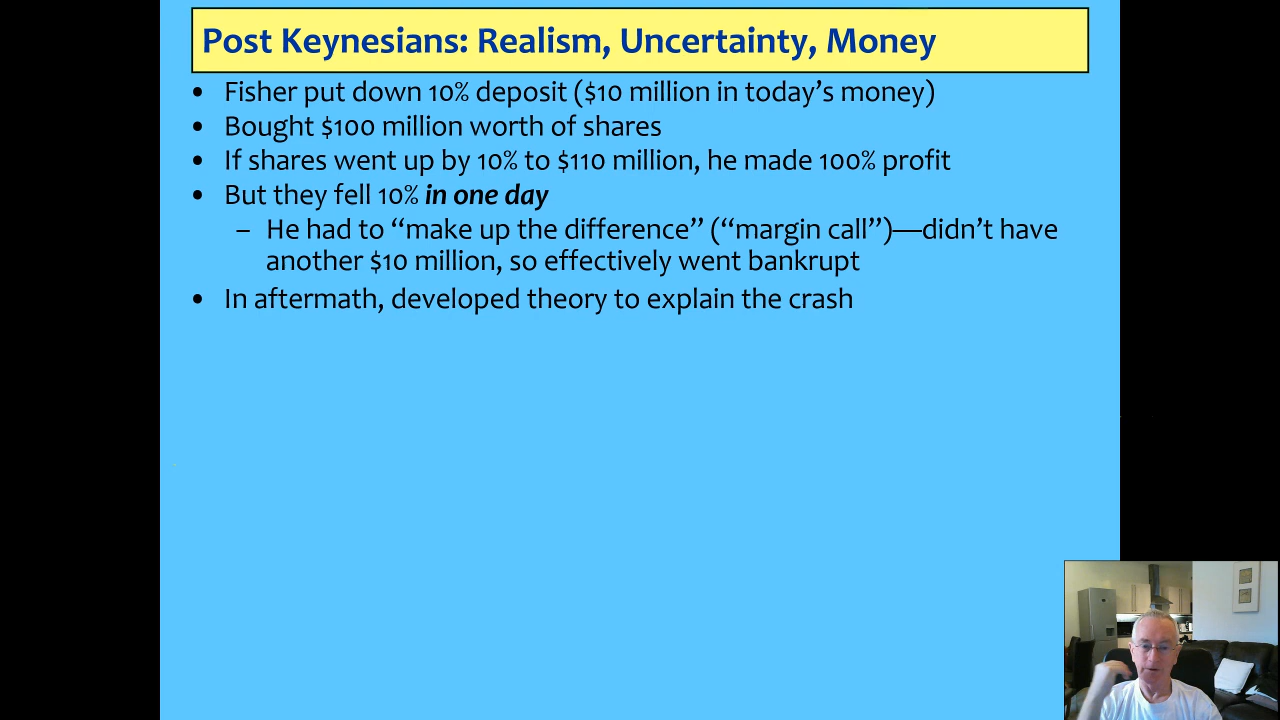 Post Keynesians: Realism, Uncertainty, Money
• Fisher put down 10% deposit ($10 million in today’s money)
• Bought $100 million worth of shares
• If shares went up by 10% to $110 million, he made 100% profit
• But they fell 10% in one day
– He had to “make up the difference” (“margin call”)—didn’t have
another $10 million, so effectively went bankrupt
• In aftermath, developed theory to explain the crash